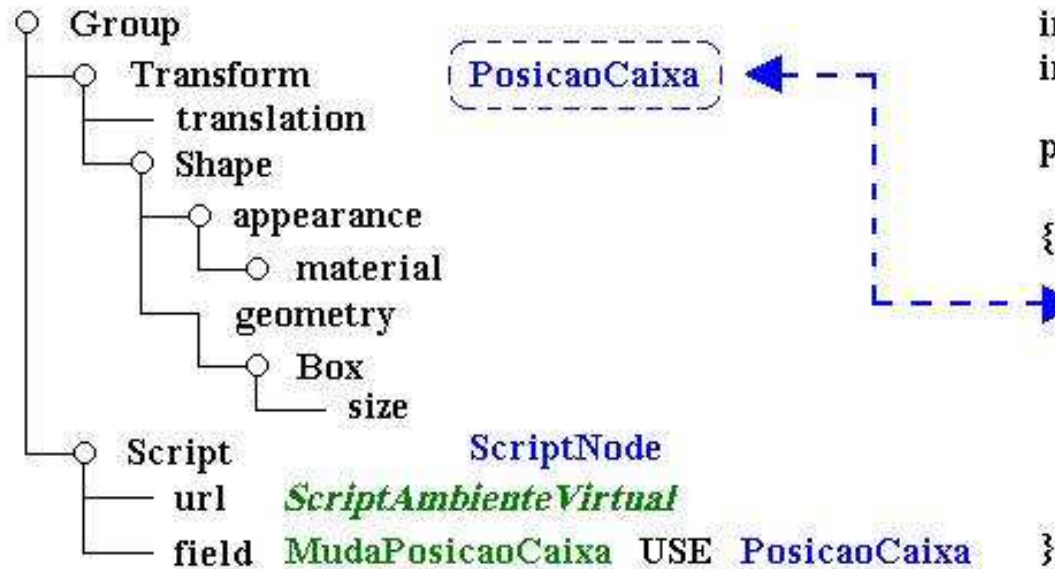 Group
Transform PosicaoCaixa
translation
Shape
appearance
material
geometry
Box
size
Script ScriptNode
url ScriptAmbienteVirtual
field MudaPosicaoCaixa USE PosicaoCaixa
p
{
}